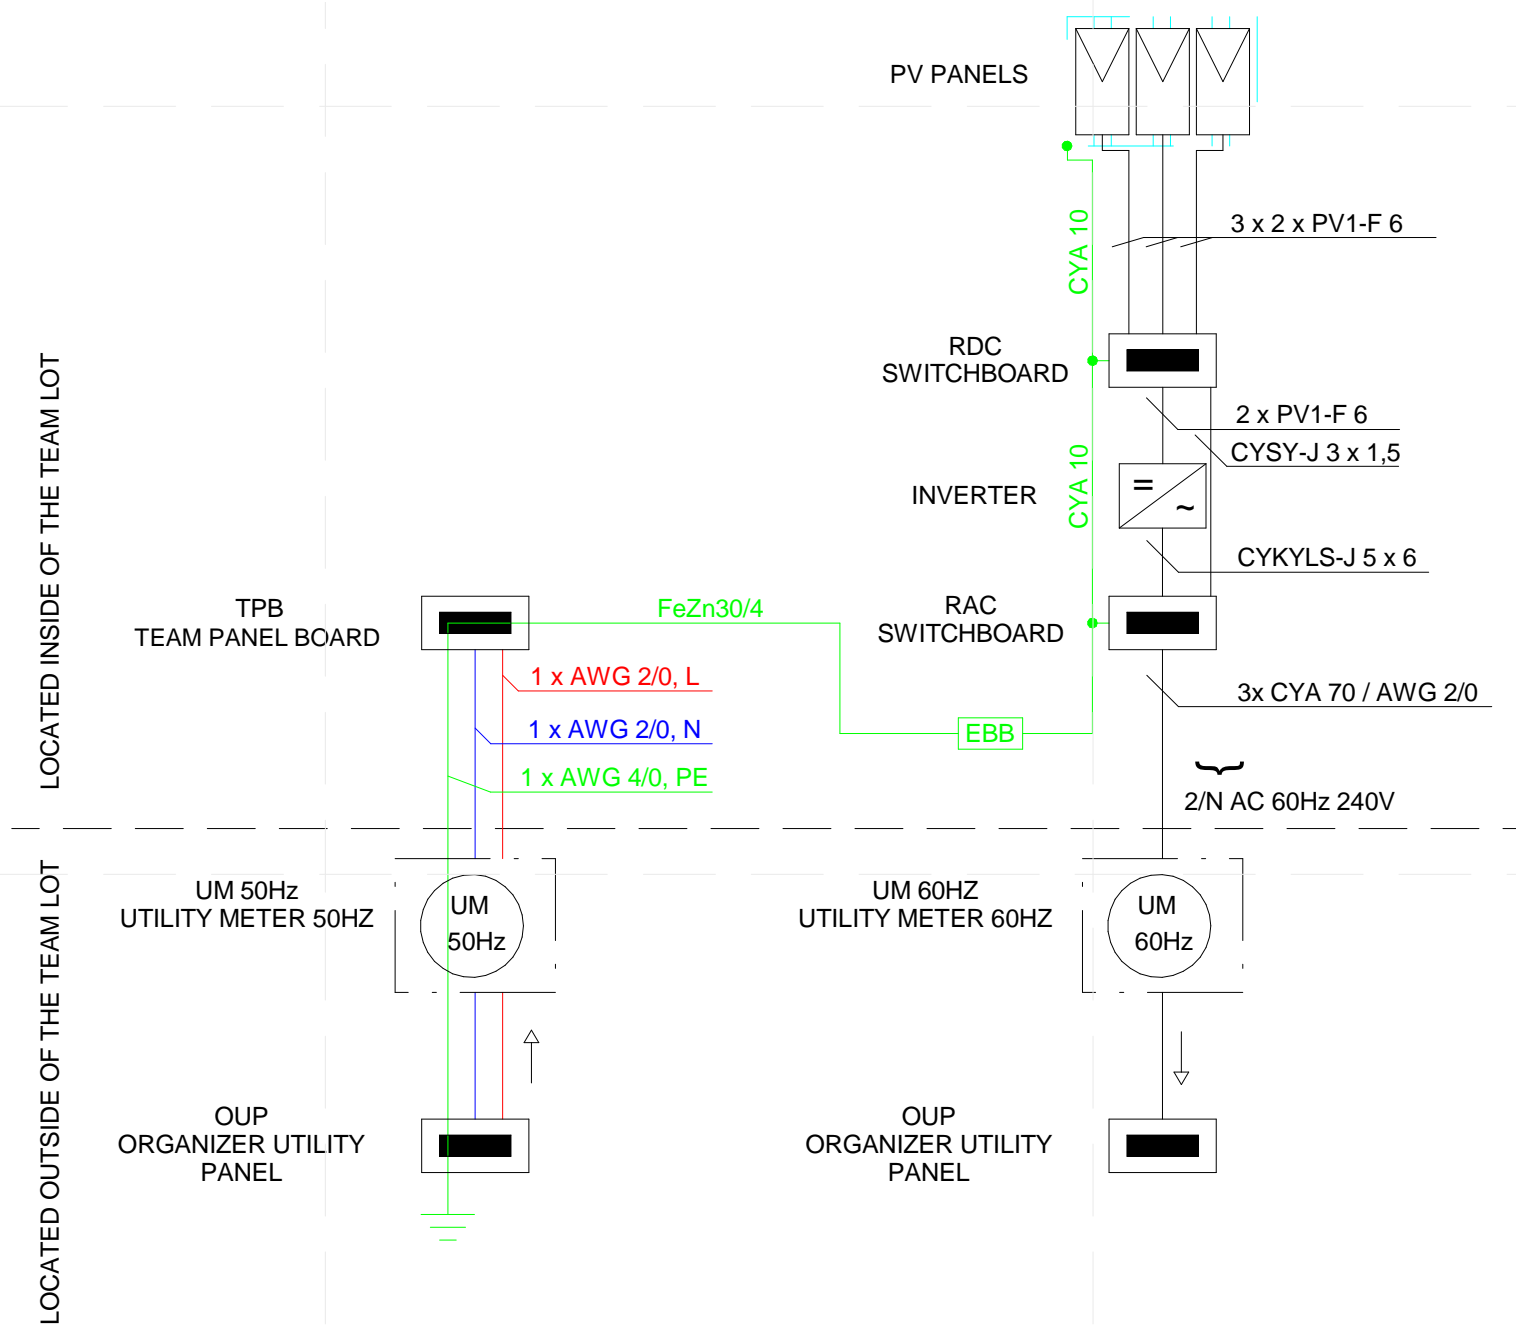 PV PANELS
3 x 2 x PV1-F 6
CYA 10
RDC
SWITCHBOARD
2 x PV1-F 6
CYSY-J 3 x 1,5
CYA 10
INVERTER
=
~
CYKYLS-J 5 x 6
LOCATED INSIDE OF THE TEAM LOT
TPB
TEAM PANEL BOARD
FeZn30/4
RAC
SWITCHBOARD
1 x AWG 2/0, L
1 x AWG 2/0, N
1 x AWG 4/0, PE
EBB
3x CYA 70 / AWG 2/0
2/N AC 60Hz 240V
LOCATED OUTSIDE OF THE TEAM LOT
UM 50Hz
UTILITY METER 50HZ
UM
50Hz
UM 60HZ
UTILITY METER 60HZ
UM
60Hz
OUP
ORGANIZER UTILITY
PANEL
OUP
ORGANIZER UTILITY
PANEL